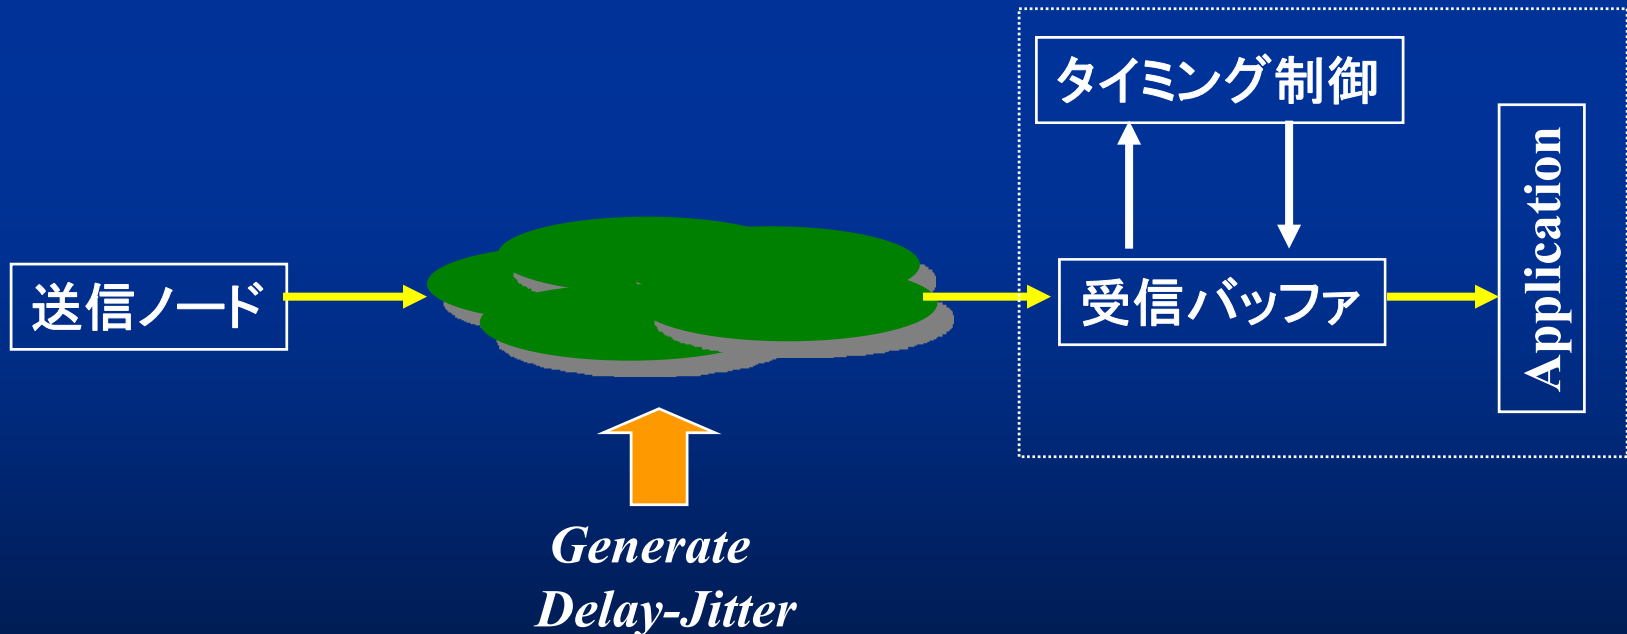 タイミング制御
Application
送信ノード
受信バッファ
Generate
Delay-Jitter